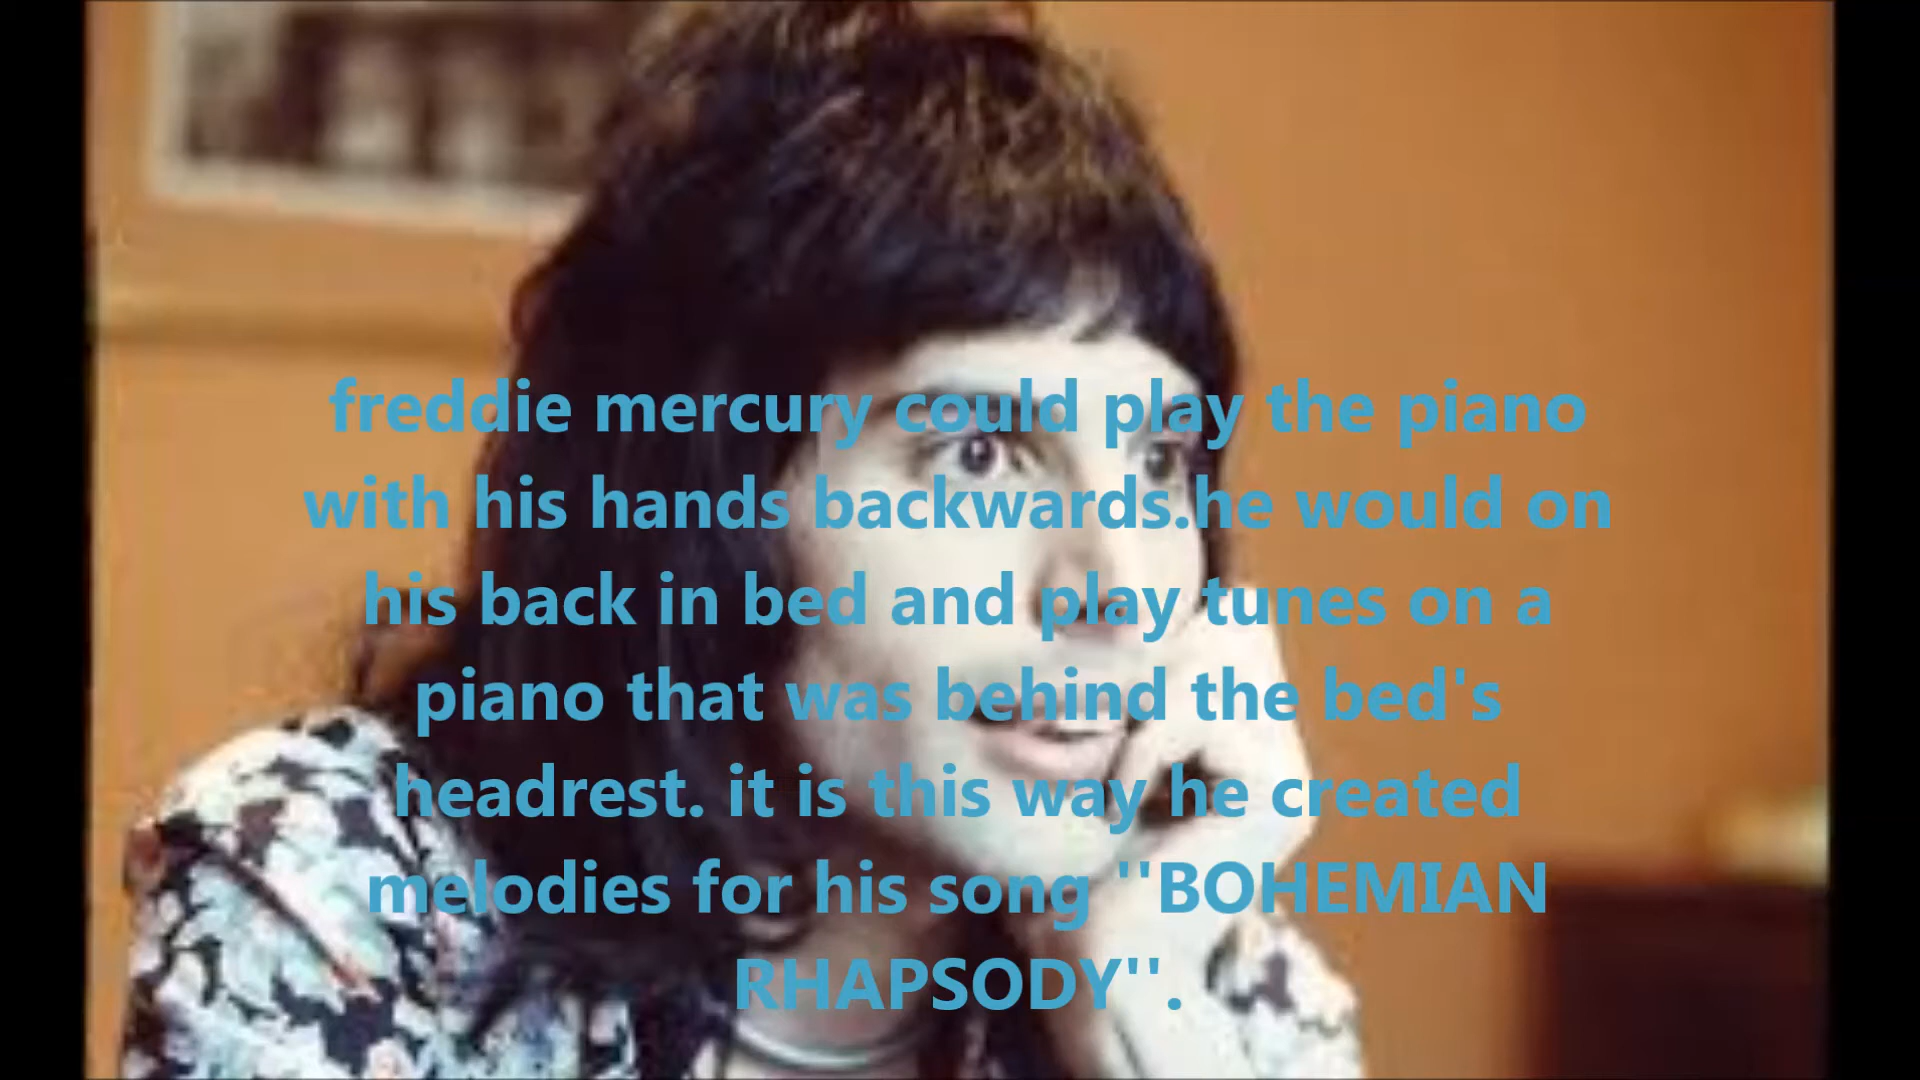 freddie mercury could play the piano
with his hands backwards.he would on
his back in bed and play tunes on a
piano that was behind the bed's
headrest. it is this way he created
melodies for his song ''BOHEMIAN
RHAPSODY''.